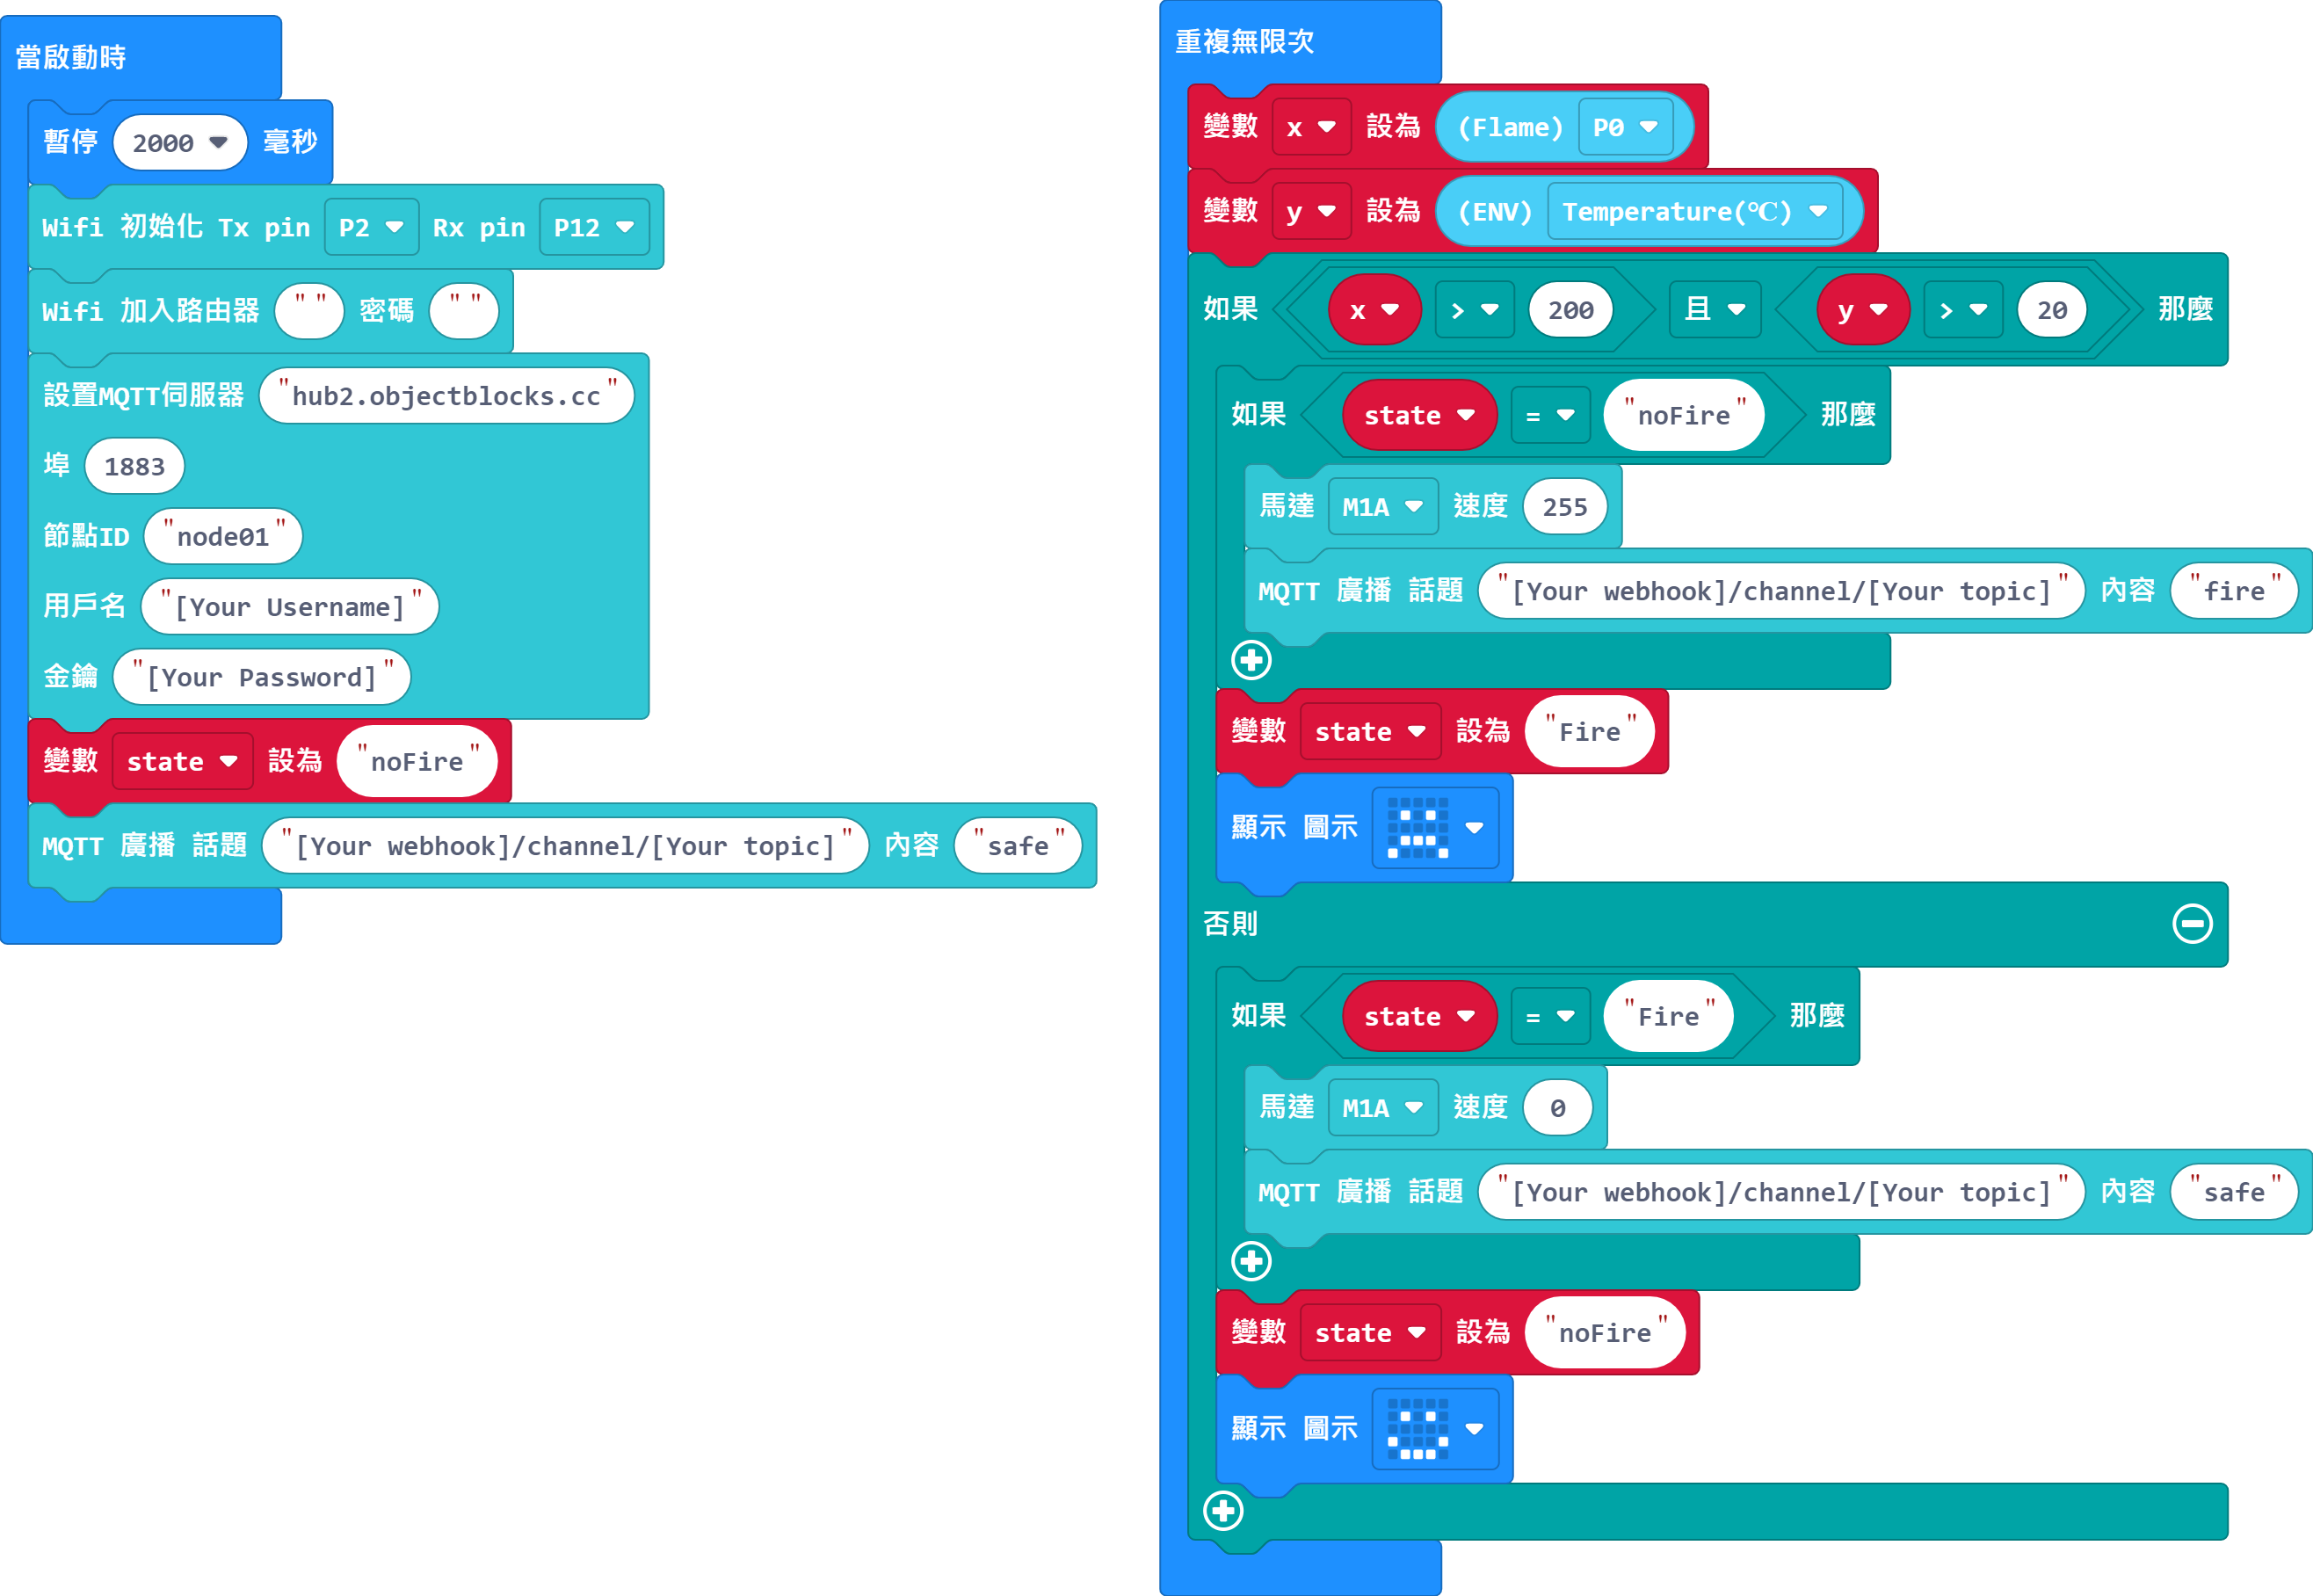 當啟動時
暫停 2000 毫秒
Wifi 初始化 Tx pin P2 Rx pin P12
Wifi 加入路由器 "" 密碼 ""
設置MQTT伺服器 "hub2.objectblocks.cc"
埠 1883
節點ID "node01"
用戶名 "[Your Username]"
金鑰 "[Your Password]"
變數 state 設為 "noFire"
MQTT 廣播 話題 "[Your webhook]/channel/[Your topic]" 內容 "safe"
重複無限次
變數 x 設為 (Flame) P0
變數 y 設為 (ENV) Temperature(℃)
如果 x > 200 且 y > 20 那麼
如果 state = "noFire" 那麼
馬達 M1A 速度 255
MQTT 廣播 話題 "[Your webhook]/channel/[Your topic]" 內容 "fire"
變數 state 設為 "Fire"
顯示 圖示
否則
如果 state = "Fire" 那麼
馬達 M1A 速度 0
MQTT 廣播 話題 "[Your webhook]/channel/[Your topic]" 內容 "safe"
變數 state 設為 "noFire"
顯示 圖示